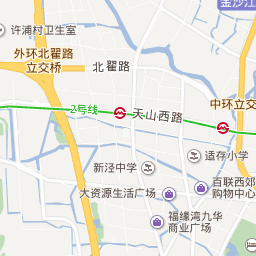 金沙江
许浦村卫生室
外环北翟路
立交桥
北翟路
2号线
天山西路
中环立交
新泾中学
适存小学
大资源生活广场
百联西郊
购物中心
福缘湾九华
商业广场